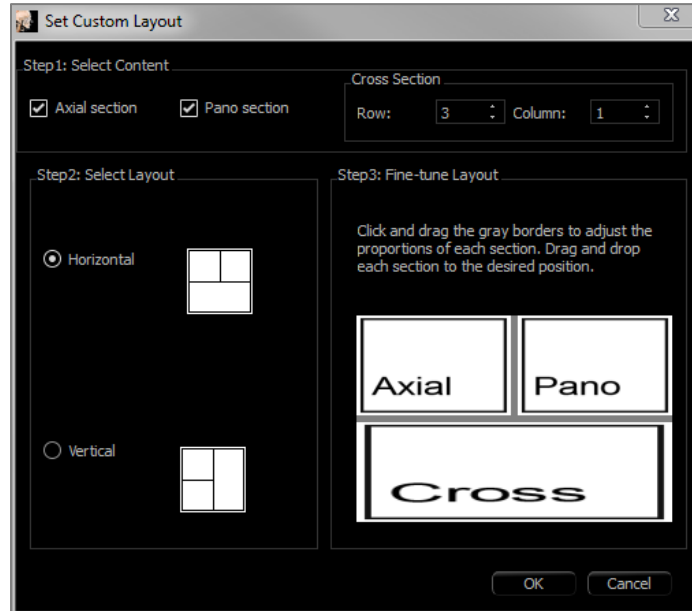 Set Custom Layout
Step1: Select Content
Axial section
Pano section
Cross Section
Row: 3 Column: 1
Step2: Select Layout
Horizontal
Vertical
Step3: Fine-tune Layout
Click and drag the gray borders to adjust the
proportions of each section. Drag and drop
each section to the desired position.
Axial
Pano
Cross
OK
Cancel